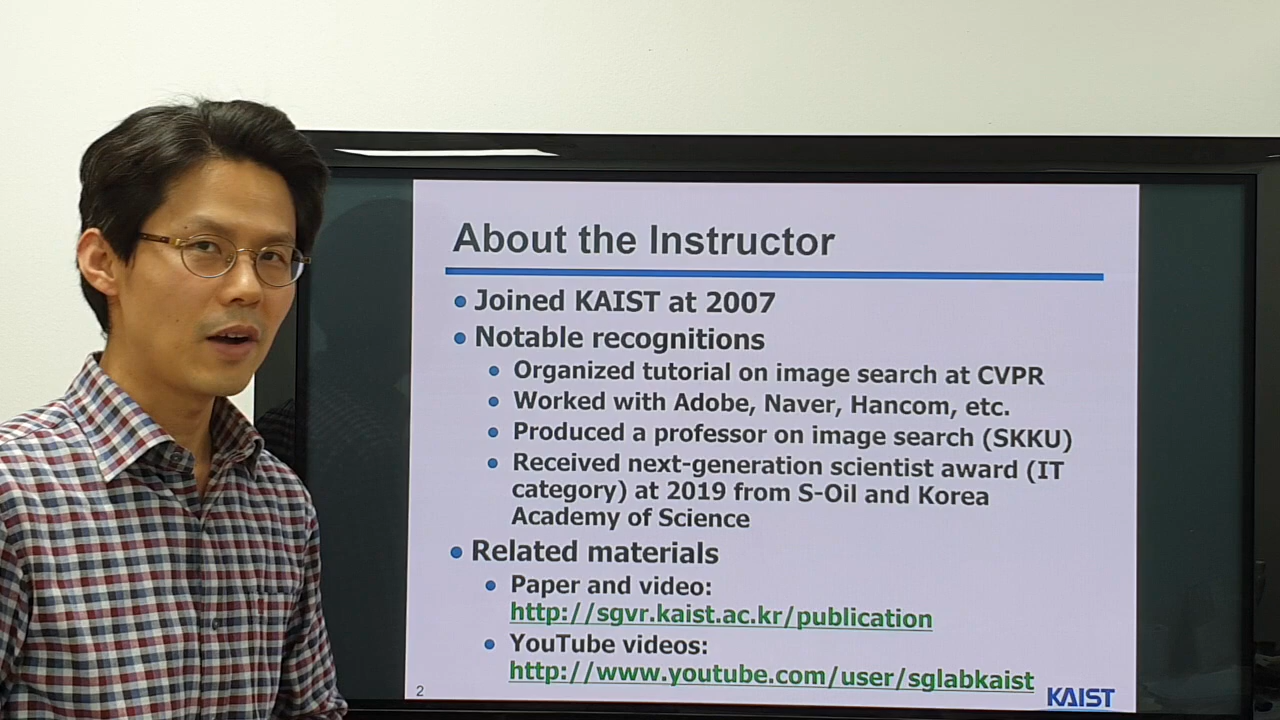 About the Instructor
Joined KAIST at 2007
Notable recognitions
Organized tutorial on image search at CVPR
Worked with Adobe, Naver, Hancom, etc.
Produced a professor on image search (SKKU)
Received next-generation scientist award (IT
category) at 2019 from S-Oil and Korea
Academy of Science
Related materials
Paper and video:
http://sgvr.kaist.ac.kr/publication
YouTube videos:
http://www.youtube.com/user/sglabkaist
2
KAIST